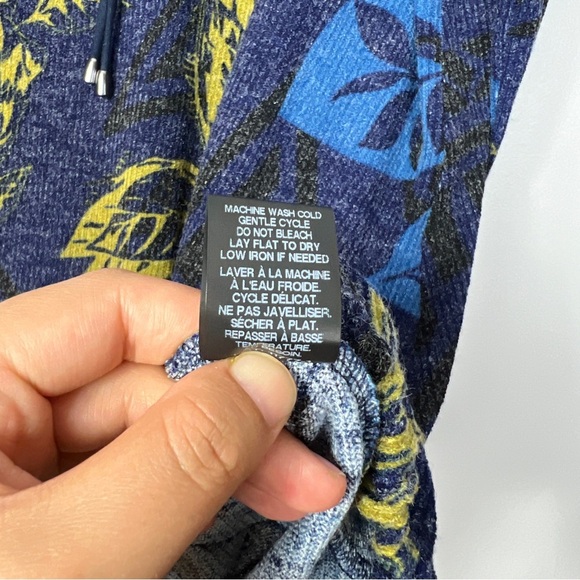 MACHINE WASH COLD
GENTLE CYCLE
DO NOT BLEACH
LAY FLAT TO DRY
LOW IRON IF NEEDED
LAVER À LA MACHINE
À L'EAU FROIDE.
CYCLE DÉLICAT.
NE PAS JAVELLISER.
SÉCHER À PLAT.
REPASSER À BASSE
TEMPÉRATURE